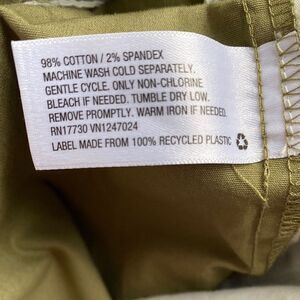 98% COTTON / 2% SPANDEX
MACHINE WASH COLD SEPARATELY.
GENTLE CYCLE. ONLY NON-CHLORINE
BLEACH IF NEEDED. TUMBLE DRY LOW.
REMOVE PROMPTLY. WARM IRON IF NEEDED.
RN17730 VN1247024
LABEL MADE FROM 100% RECYCLED PLASTIC